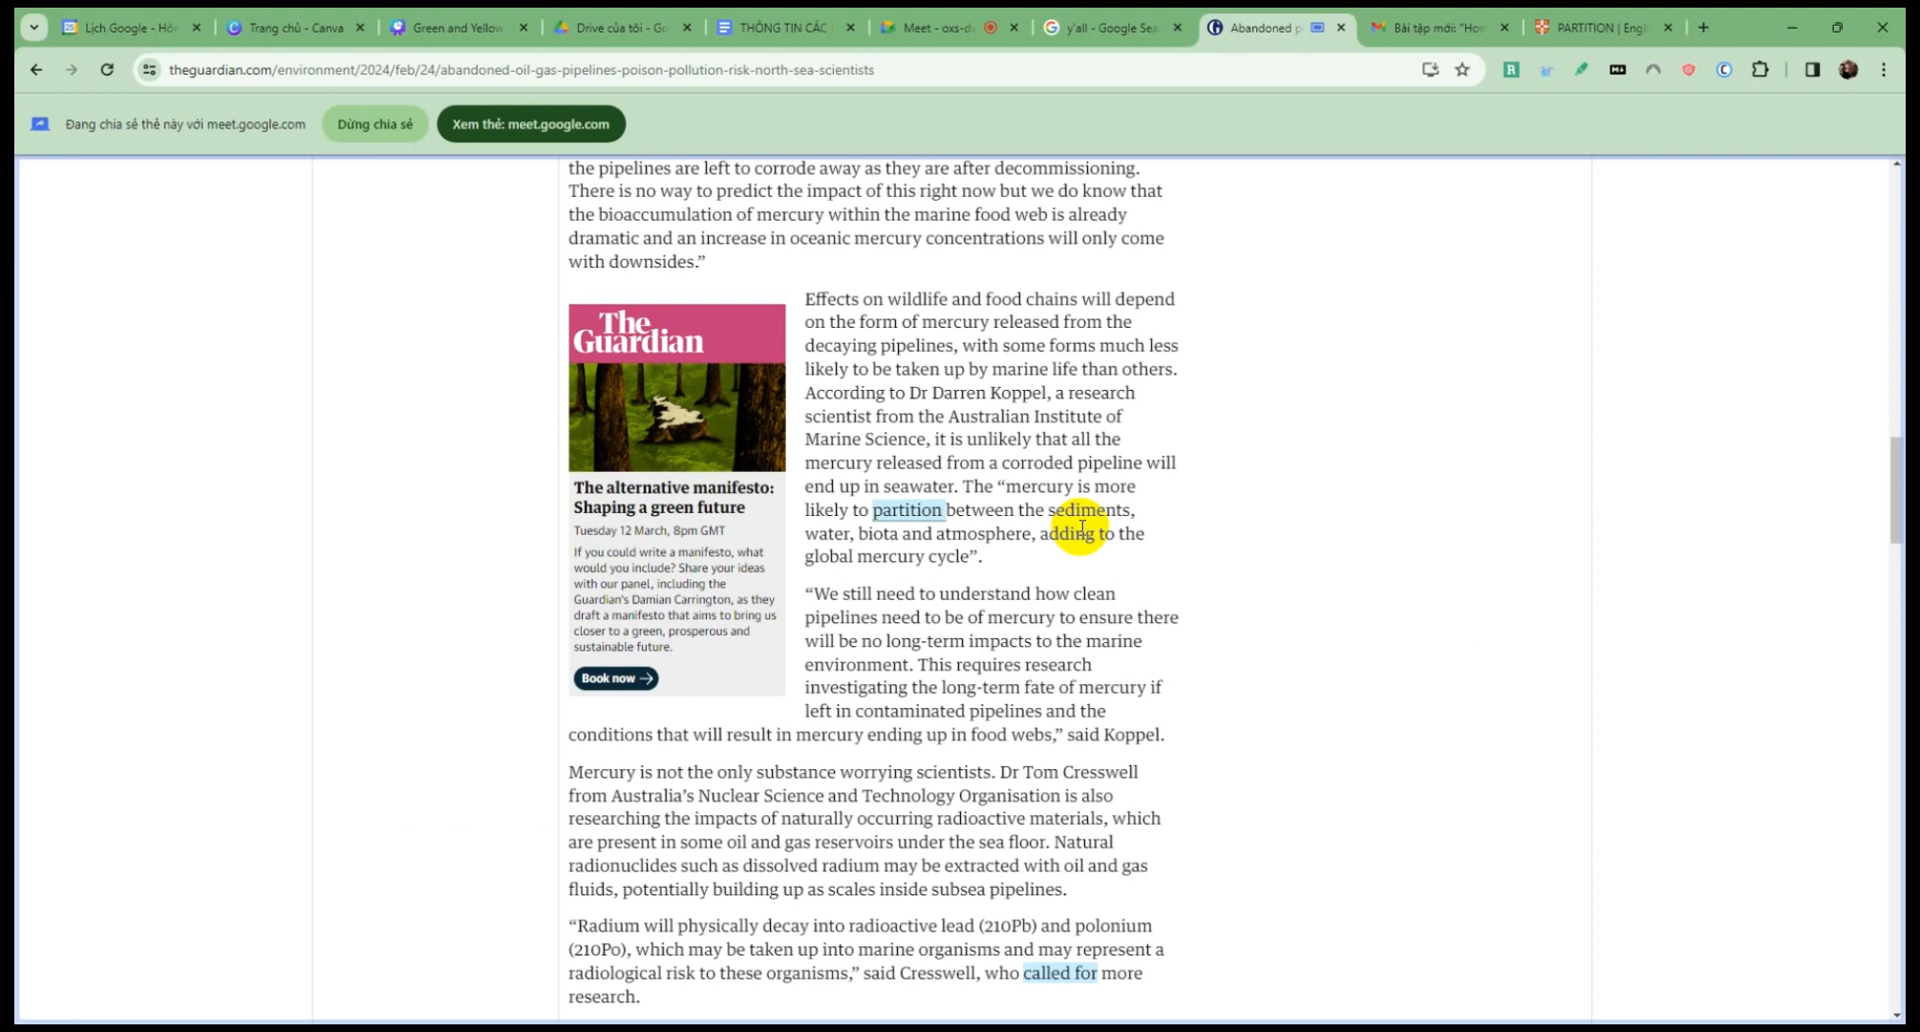 Lịch Google - Hôn
Trang chủ - Canva
Green and Yellow
Drive của tôi - Go
THÔNG TIN CÁC
Meet - oxs-dv
y'all - Google Sea
Abandoned p
Bài tập mới: "Hom
PARTITION | Engl
theguardian.com/environment/2024/feb/24/abandoned-oil-gas-pipelines-poison-pollution-risk-north-sea-scientists
Đang chia sẻ thẻ này với meet.google.com
Dừng chia sẻ
Xem thẻ: meet.google.com
the pipelines are left to corrode away as they are after decommissioning.
There is no way to predict the impact of this right now but we do know that
the bioaccumulation of mercury within the marine food web is already
dramatic and an increase in oceanic mercury concentrations will only come
with downsides.”
The
Guardian
The alternative manifesto:
Shaping a green future
Tuesday 12 March, 8pm GMT
If you could write a manifesto, what
would you include? Share your ideas
with our panel, including the
Guardian's Damian Carrington, as they
draft a manifesto that aims to bring us
closer to a green, prosperous and
sustainable future.
Book now
Effects on wildlife and food chains will depend
on the form of mercury released from the
decaying pipelines, with some forms much less
likely to be taken up by marine life than others.
According to Dr Darren Koppel, a research
scientist from the Australian Institute of
Marine Science, it is unlikely that all the
mercury released from a corroded pipeline will
end up in seawater. The “mercury is more
likely to partition between the sediments,
water, biota and atmosphere, adding to the
global mercury cycle”.
“We still need to understand how clean
pipelines need to be of mercury to ensure there
will be no long-term impacts to the marine
environment. This requires research
investigating the long-term fate of mercury if
left in contaminated pipelines and the
conditions that will result in mercury ending up in food webs,” said Koppel.
Mercury is not the only substance worrying scientists. Dr Tom Cresswell
from Australia’s Nuclear Science and Technology Organisation is also
researching the impacts of naturally occurring radioactive materials, which
are present in some oil and gas reservoirs under the sea floor. Natural
radionuclides such as dissolved radium may be extracted with oil and gas
fluids, potentially building up as scales inside subsea pipelines.
“Radium will physically decay into radioactive lead (210Pb) and polonium
(210Po), which may be taken up into marine organisms and may represent a
radiological risk to these organisms,” said Cresswell, who called for more
research.